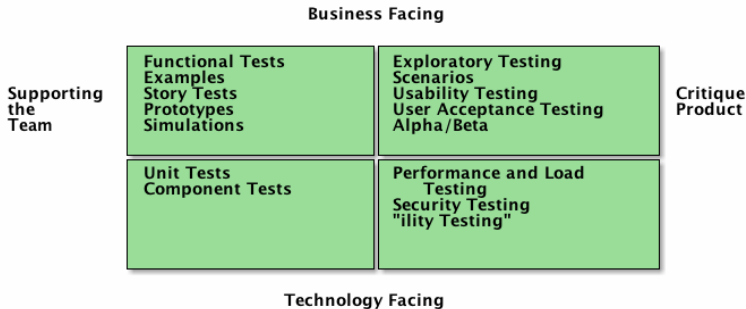 Business Facing
Supporting
the
Team
Functional Tests
Examples
Story Tests
Prototypes
Simulations
Exploratory Testing
Scenarios
Usability Testing
User Acceptance Testing
Alpha/Beta
Critique
Product
Unit Tests
Component Tests
Performance and Load
Testing
Security Testing
"ility Testing"
Technology Facing